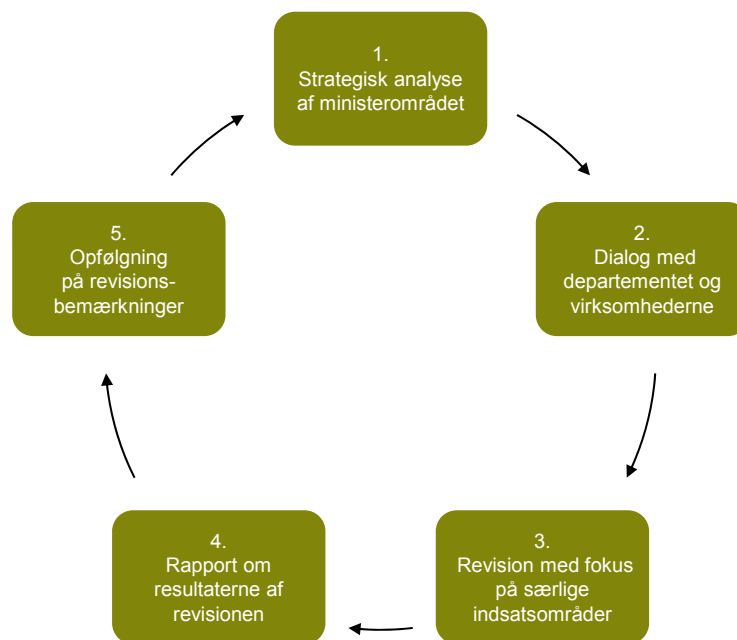 1.
Strategisk analyse
af ministerområdet
2.
Dialog med
departementet og
virksomhederne
3.
Revision med fokus
på særlige
indsatsområder
4.
Rapport om
resultaterne af
revisionen
5.
Opfølgning
på revisions-
bemærkninger